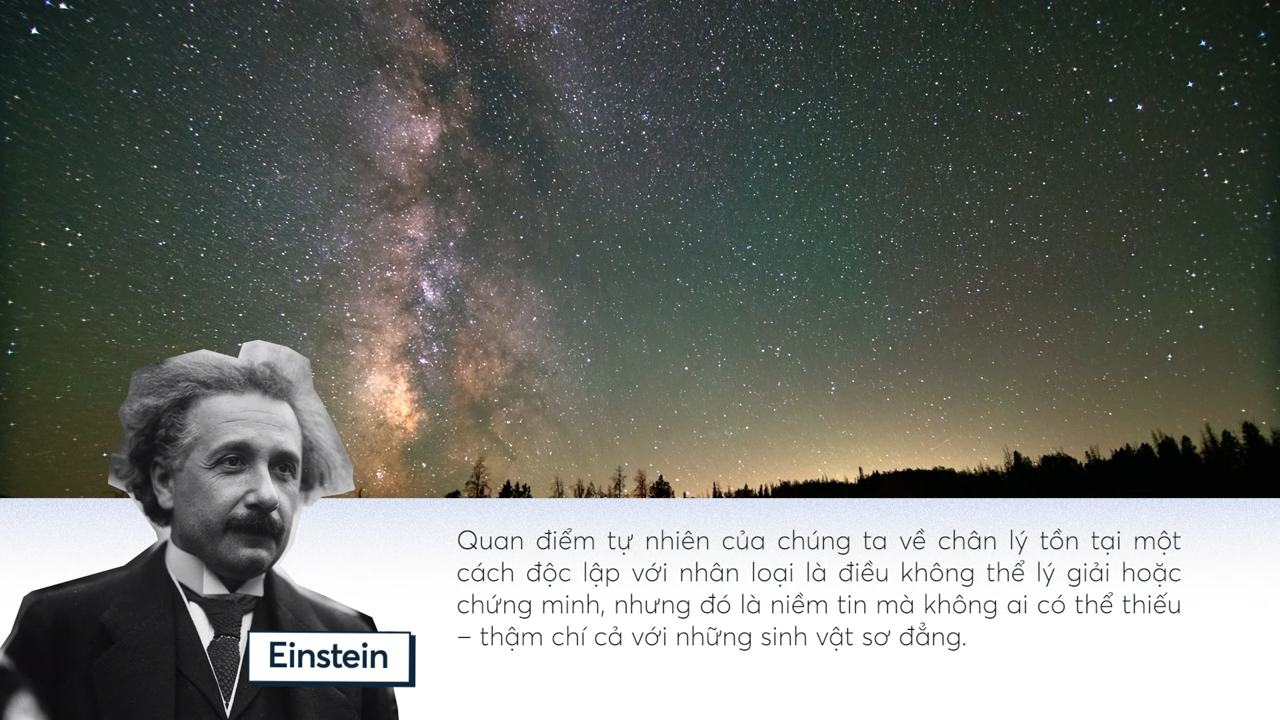 Quan điểm tự nhiên của chúng ta về chân lý tồn tại một
cách độc lập với nhân loại là điều không thể lý giải hoặc
chứng minh, nhưng đó là niềm tin mà không ai có thể thiếu
– thậm chí cả với những sinh vật sơ đẳng.
Einstein